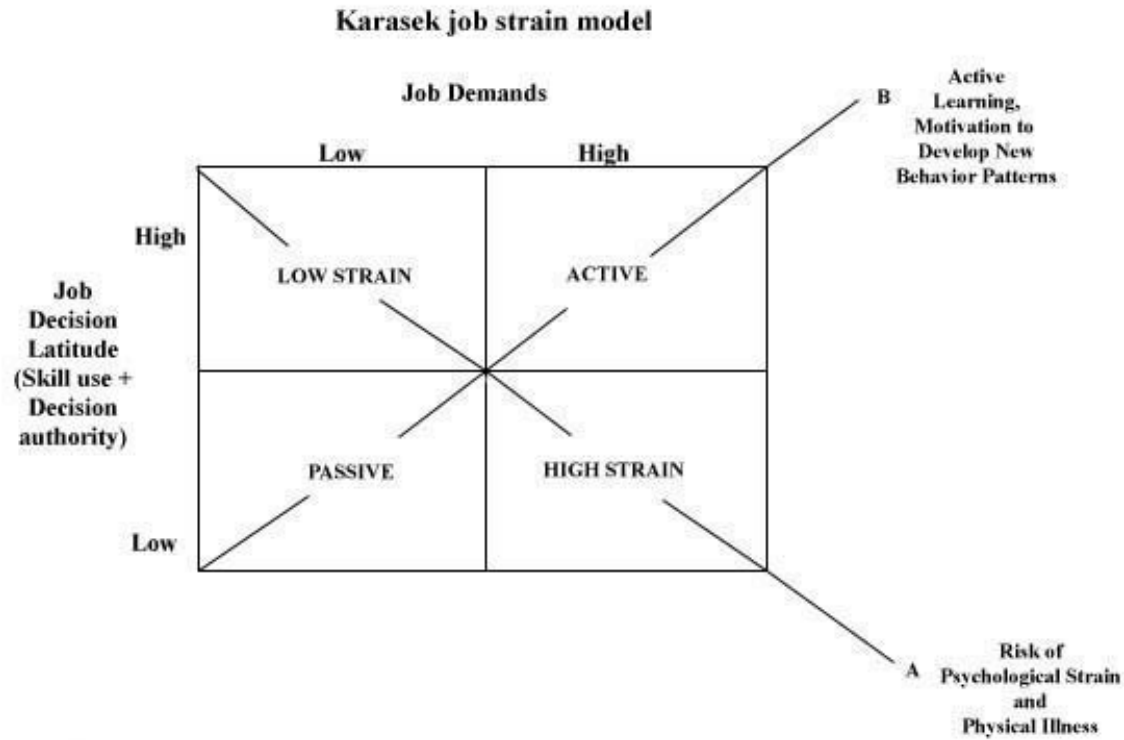 Karasek job strain model
Job Demands
Low
High
B
Active
Learning,
Motivation to
Develop New
Behavior Patterns
High
LOW STRAIN
ACTIVE
Job
Decision
Latitude
(Skill use +
Decision
authority)
PASSIVE
HIGH STRAIN
Low
A
Risk of
Psychological Strain
and
Physical Illness